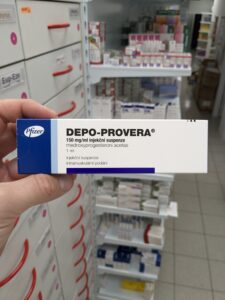 Pfizer
DEPO-PROVERA®
150 mg/ml injekční suspenze
medroxyprogesteroni acetas
1 ml
injekční suspenze
intramuskulární podání